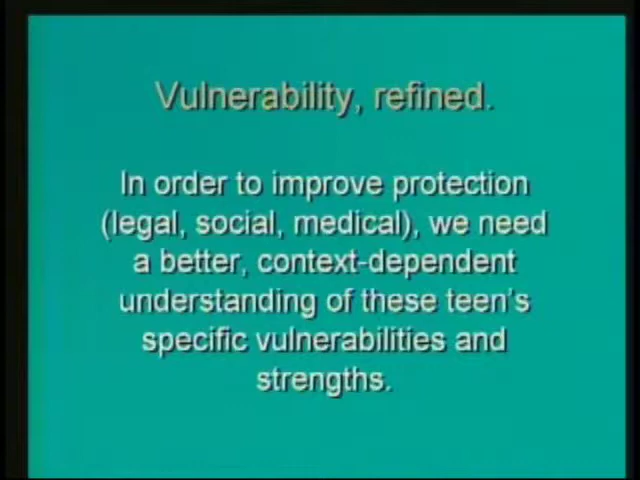 Vulnerability, refined.
In order to improve protection
(legal, social, medical), we need
a better, context-dependent
understanding of these teen's
specific vulnerabilities and
strengths.